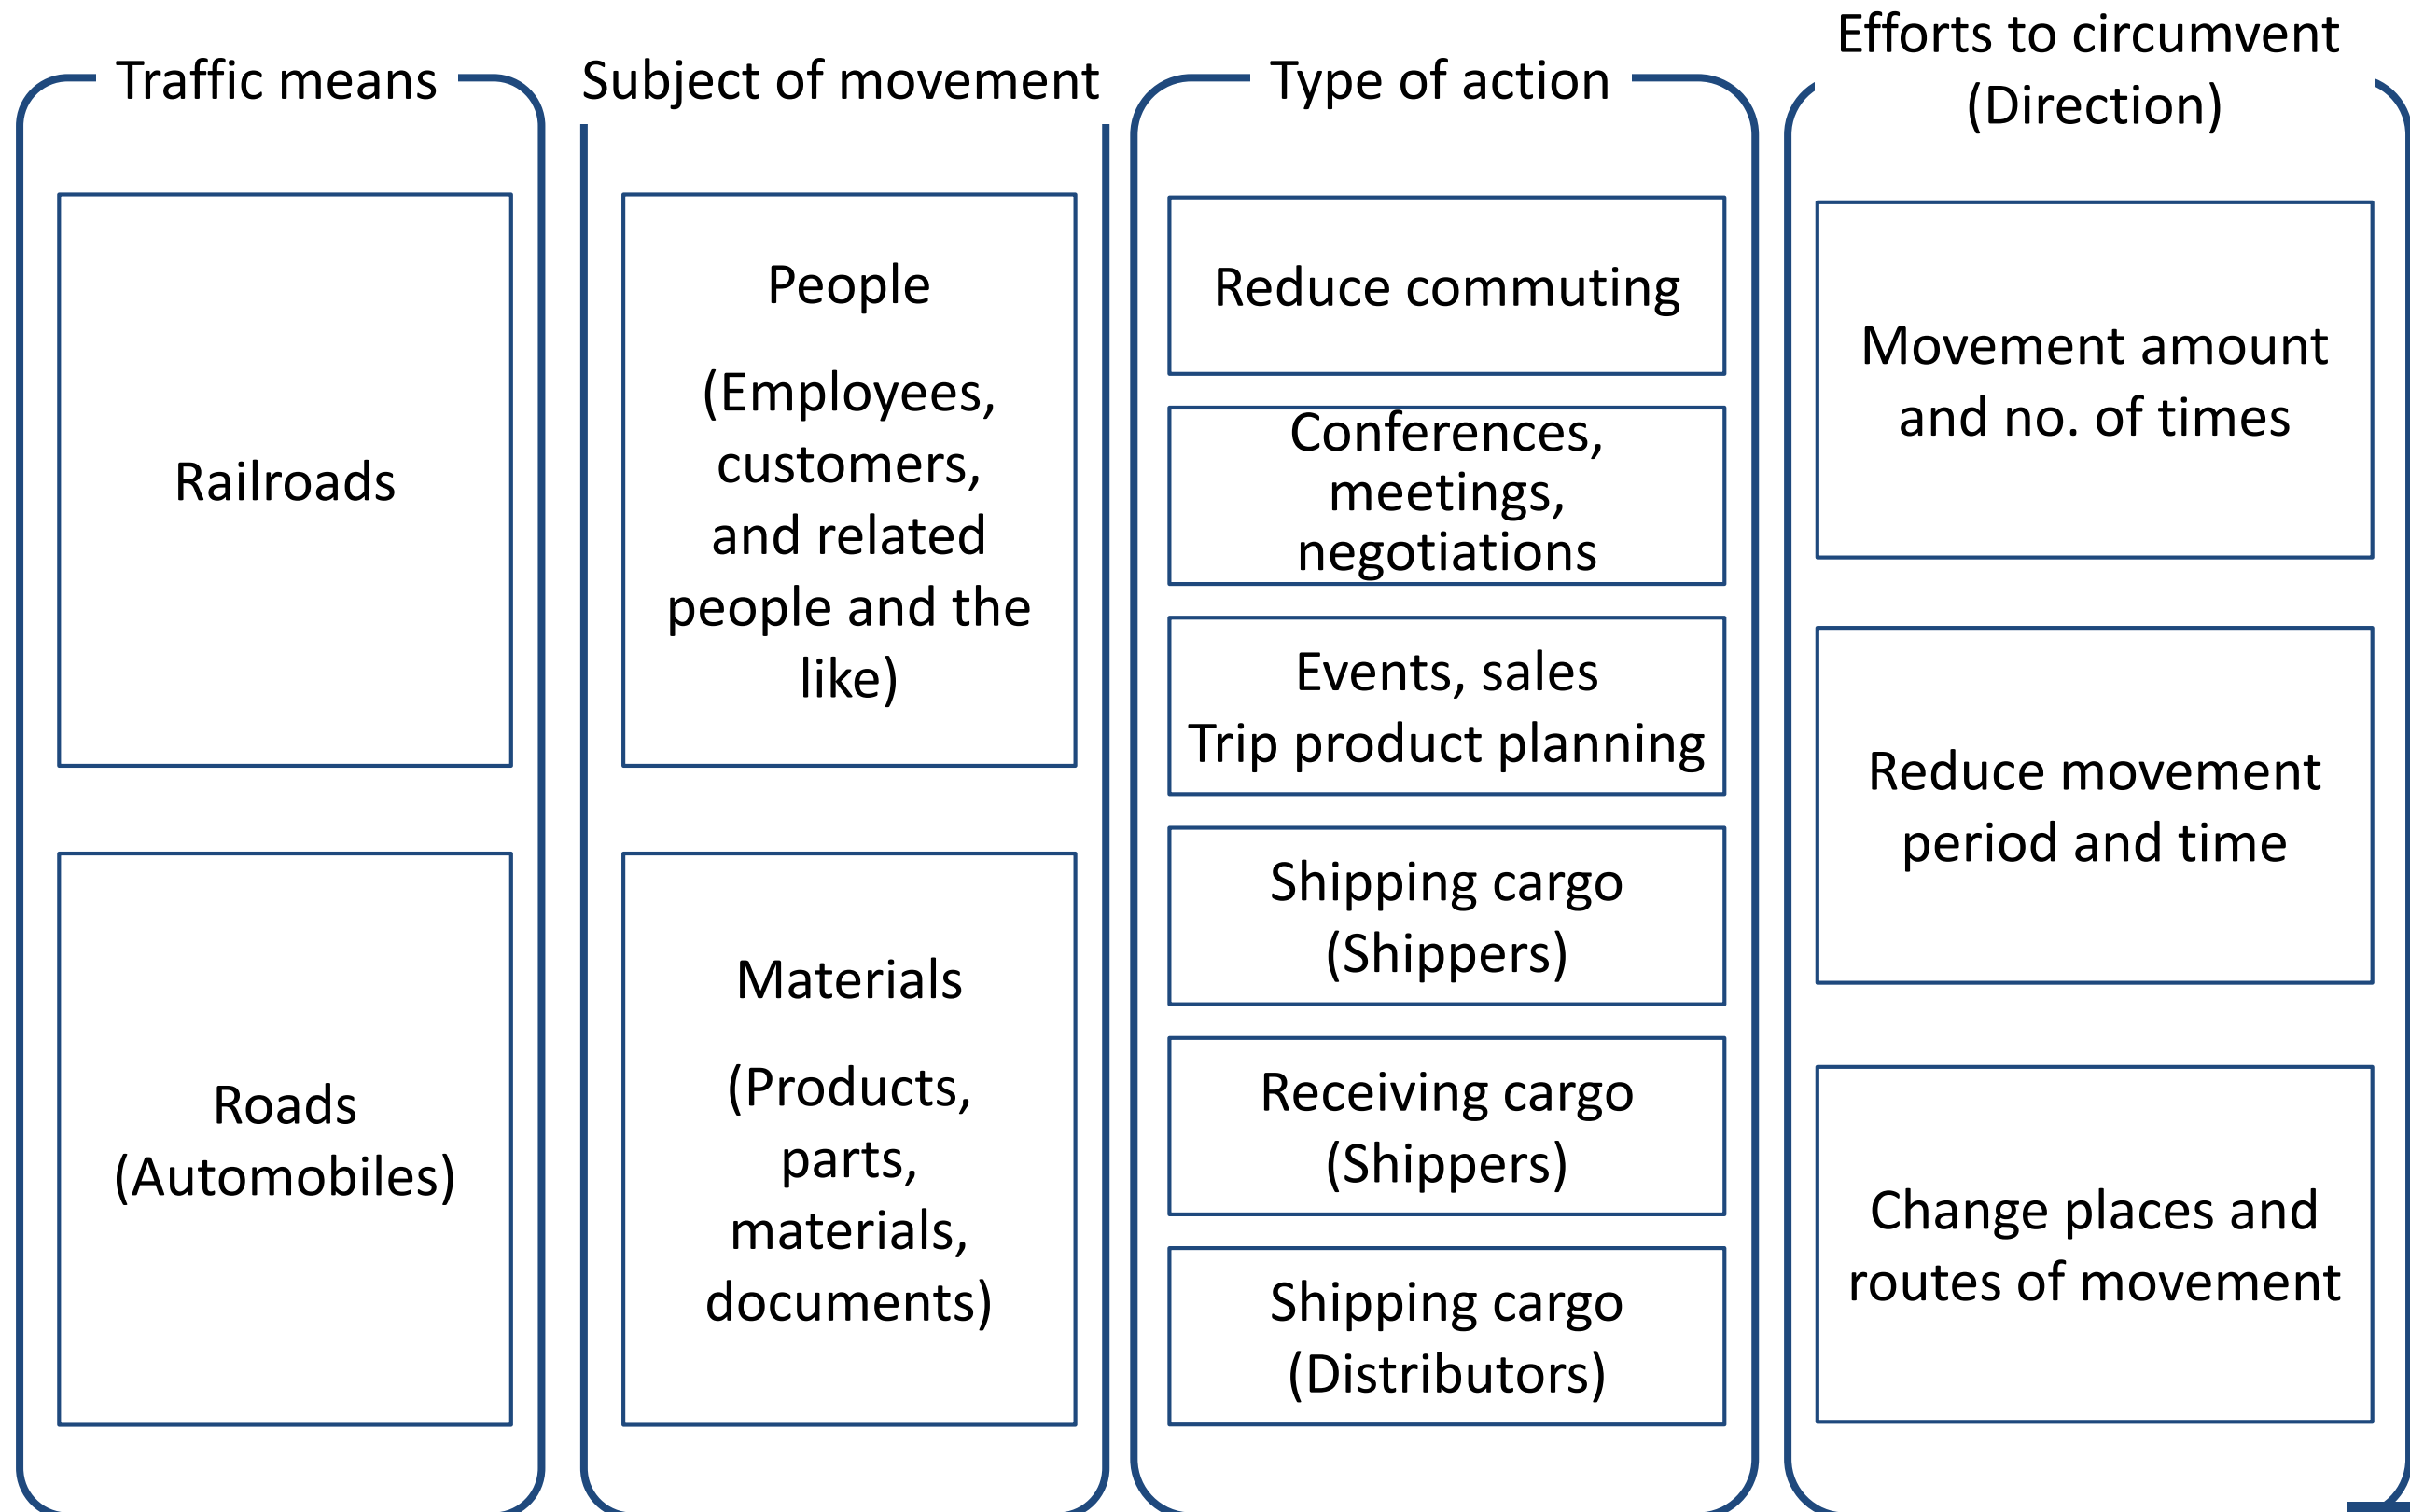 Traffic means
Railroads
Roads
(Automobiles)
Subject of movement
People
(Employees,
customers,
and related
people and the
like)
Materials
(Products,
parts,
materials,
documents)
Type of action
Reduce commuting
Conferences,
meetings,
negotiations
Events, sales
Trip product planning
Shipping cargo
(Shippers)
Receiving cargo
(Shippers)
Shipping cargo
(Distributors)
Efforts to circumvent
(Direction)
Movement amount
and no. of times
Reduce movement
period and time
Change places and
routes of movement